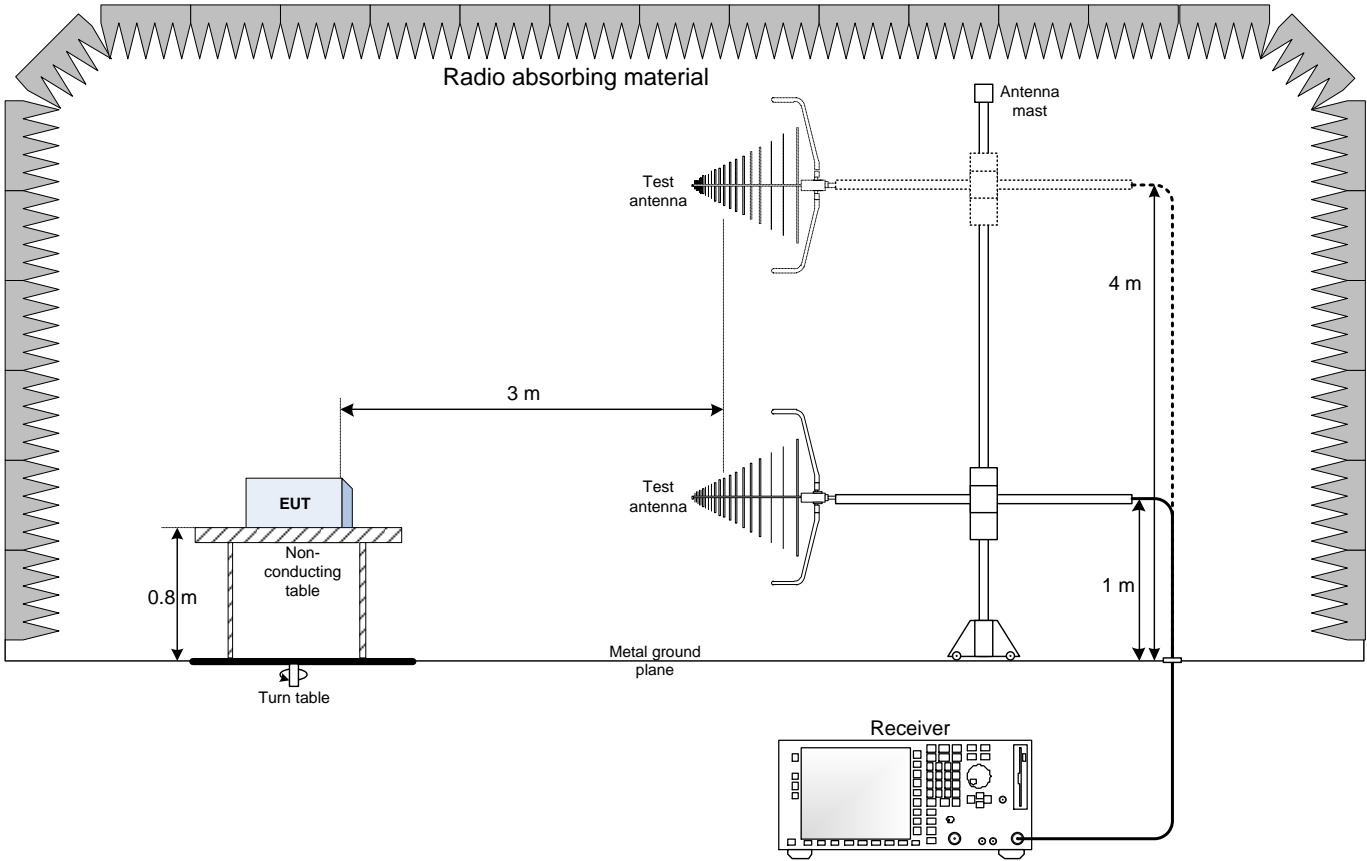 Radio absorbing material
Antenna
mast
Test
antenna
4 m
3 m
Test
antenna
EUT
Non-
conducting
table
0.8 m
1 m
Metal ground
plane
Turn table
Receiver